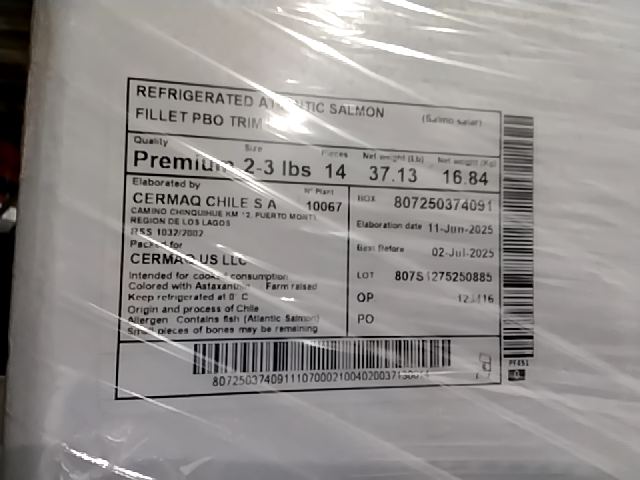 REFRIGERATED ATLANTIC SALMON (Salmo salar)
FILLET PBO TRIM
Quality Size Pieces Net weight (Lb) Net weight (Kg)
Premium 2-3 lbs 14 37.13 16.84
Elaborated by N° Plant
CERMAQ CHILE S A 10067
CAMINO CHINQUIHUE KM 12, PUERTO MONTT
REGION DE LOS LAGOS
RSS 1032/2002
Packed for
CERMAQ US LLC
Intended for cooked consumption
Colored with Astaxanthin Farm raised
Keep refrigerated at 0° C
Origin and process of Chile
Allergen Contains fish (Atlantic Salmon)
Small pieces of bones may be remaining
BOX 807250374091
Elaboration date 11-Jun-2025
Best Before 02-Jul-2025
LOT
OP
PO
PF451